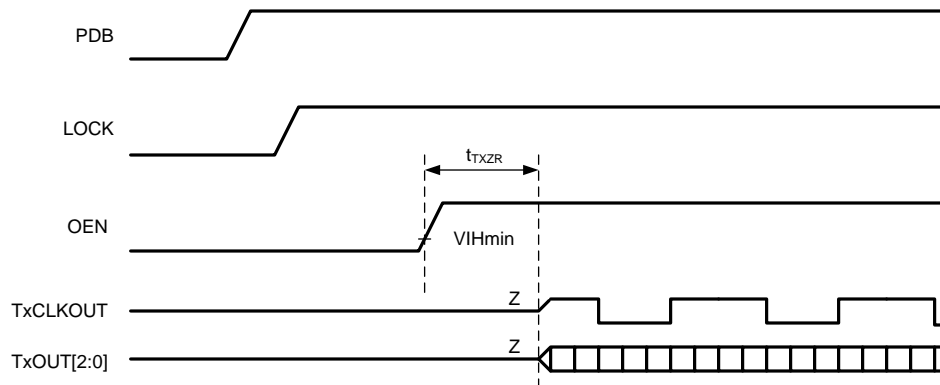 PDB
LOCK
tTXZR
OEN
VIHmin
Z
TxCLKOUT
Z
TxOUT[2:0]